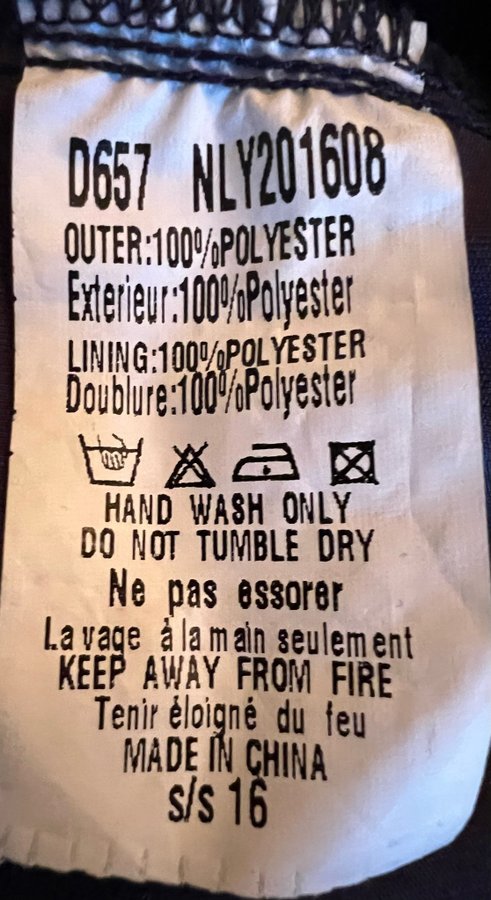 D657 NLY201608
OUTER:100%POLYESTER
Exterieur:100%Polyester
LINING:100%POLYESTER
Doublure:100%Polyester
HAND WASH ONLY
DO NOT TUMBLE DRY
Ne pas essorer
La vage à la main seulement
KEEP AWAY FROM FIRE
Tenir éloigné du feu
MADE IN CHINA
s/s 16